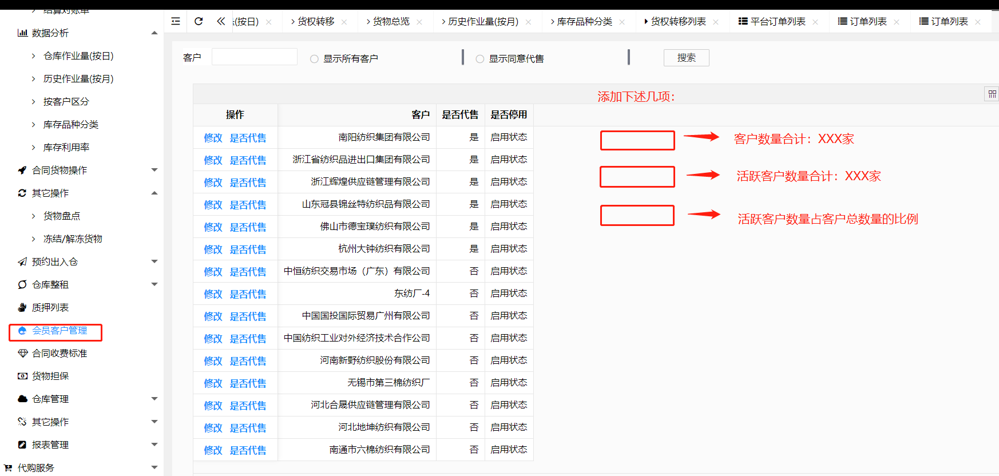 结算对账单
数据分析
仓库作业量(按日)
历史作业量(按月)
按客户区分
库存品种分类
库存利用率
合同货物操作
其它操作
货物盘点
冻结/解冻货物
预约出入仓
仓库整租
质押列表
会员客户管理
合同收费标准
货物担保
仓库管理
其它操作
报表管理
代购服务
(按日) 货权转移 货物总览 历史作业量(按月) 库存品种分类 货权转移列表 平台订单列表 订单列表 订单列表
客户 显示所有客户 显示同意代售 搜索
添加下述几项：
操作 客户 是否代售 是否停用
修改 是否代售 南阳纺织集团有限公司 是 启用状态
修改 是否代售 浙江省纺织品进出口集团有限公司 是 启用状态
修改 是否代售 浙江辉煌供应链管理有限公司 是 启用状态
修改 是否代售 山东冠县锦丝特纺织品有限公司 是 启用状态
修改 是否代售 佛山市德宝璞纺织有限公司 是 启用状态
修改 是否代售 杭州大钟纺织有限公司 是 启用状态
修改 是否代售 中恒纺织交易市场（广东）有限公司 否 启用状态
修改 是否代售 东纺厂-4 否 启用状态
修改 是否代售 中国国投国际贸易广州有限公司 否 启用状态
修改 是否代售 中国纺织工业对外经济技术合作公司 否 启用状态
修改 是否代售 河南新野纺织股份有限公司 否 启用状态
修改 是否代售 无锡市第三棉纺织厂 否 启用状态
修改 是否代售 河北合晟供应链管理有限公司 否 启用状态
修改 是否代售 河北地坤纺织有限公司 否 启用状态
修改 是否代售 南通市六棉纺织有限公司 否 启用状态
客户数量合计：XXX家
活跃客户数量合计：XXX家
活跃客户数量占客户总数量的比例